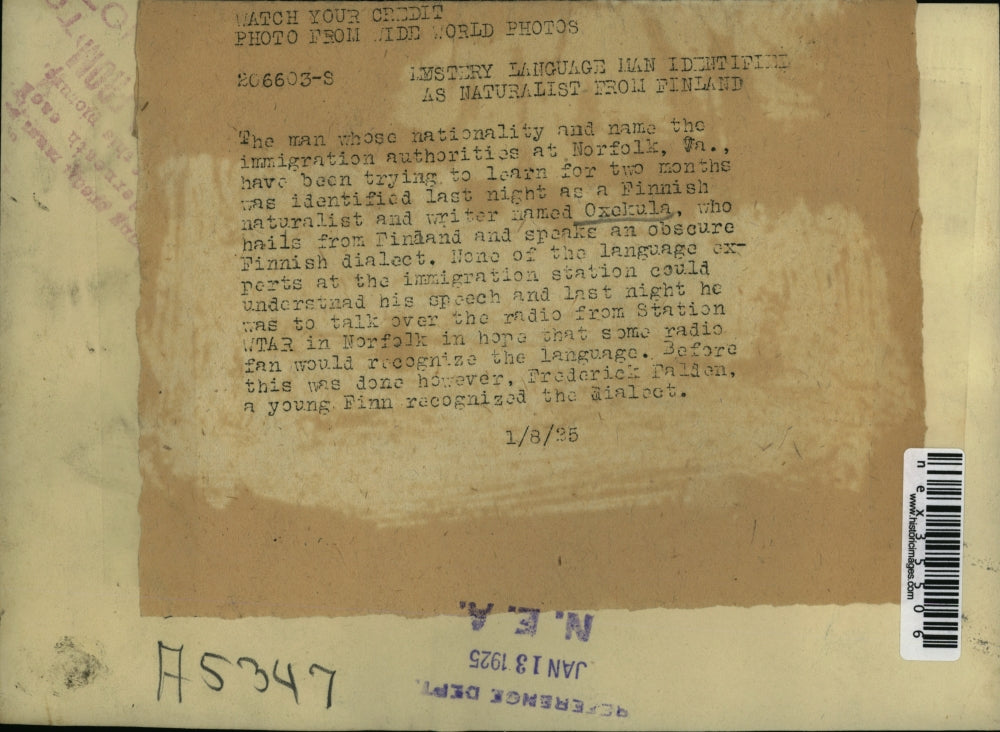 WATCH YOUR CREDIT
PHOTO FROM WIDE WORLD PHOTOS
206603-S
MYSTERY LANGUAGE MAN IDENTIFIED
AS NATURALIST FROM FINLAND
The man whose nationality and name the
immigration authorities at Norfolk, Va.,
have been trying to learn for two months
was identified last night as a Finnish
naturalist and writer named Oxekula, who
hails from Finland and speaks an obscure
Finnish dialect. None of the language ex-
perts at the immigration station could
understnad his speech and last night he
was to talk over the radio from Station
WTAR in Norfolk in hope that some radio
fan would recognize the language. Before
this was done however, Frederick Falden,
a young Finn recognized the dialect.
1/8/25
N. E. A.
JAN 13 1925
REFERENCE DEPT.
A5347
nex355506
www.historicimages.com